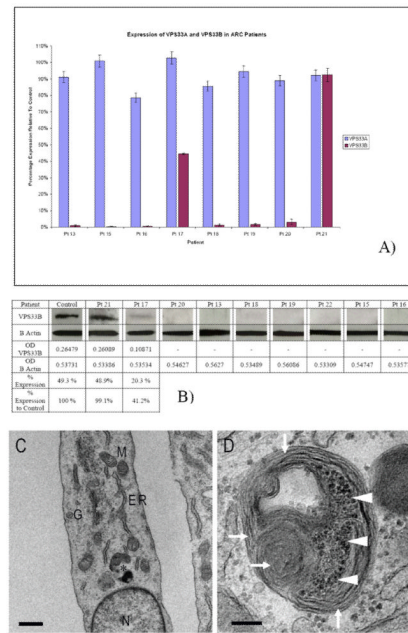 Expression of VPS33A and VPS33B in ARC Patients
Percentage Expression Relative To Control
110%
100%
90%
80%
70%
60%
50%
40%
30%
20%
10%
0%
Pt 13 Pt 15 Pt 16 Pt 17 Pt 18 Pt 19 Pt 20 Pt 21
Patient
VPS33A
VPS33B
A)
Patient Control Pt 21 Pt 17 Pt 20 Pt 13 Pt 18 Pt 19 Pt 22 Pt 15 Pt 16
VPS33B
B Actin
OD VPS33B 0.26479 0.26089 0.10871 - - - - - - -
OD B Actin 0.53731 0.53386 0.53534 0.54627 0.5627 0.53489 0.56086 0.53309 0.54747
% Expression 49.3 % 48.9% 20.3 %
% Expression to Control 100 % 99.1% 41.2%
B)
C
M
G
ER
N
D